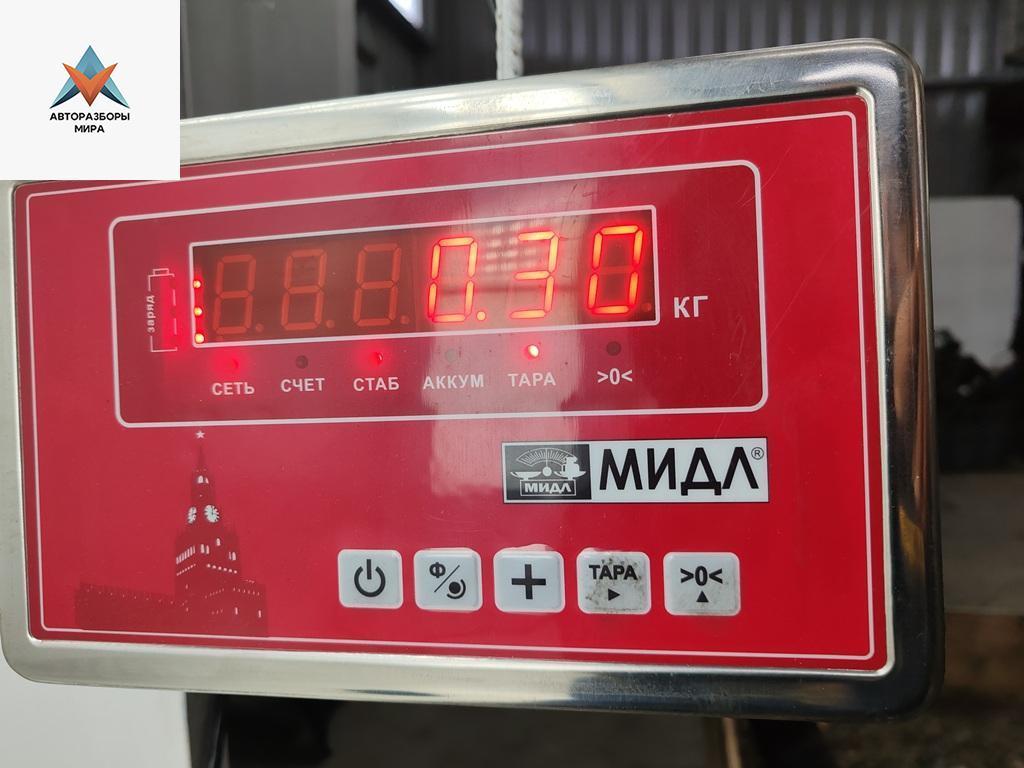 АВТОРАЗБОРЫ
МИРА
заряд
0.30 КГ
СЕТЬ СЧЕТ СТАБ АККУМ ТАРА >0<
МИДЛ МИДЛ®
Ф/ + ТАРА >0<